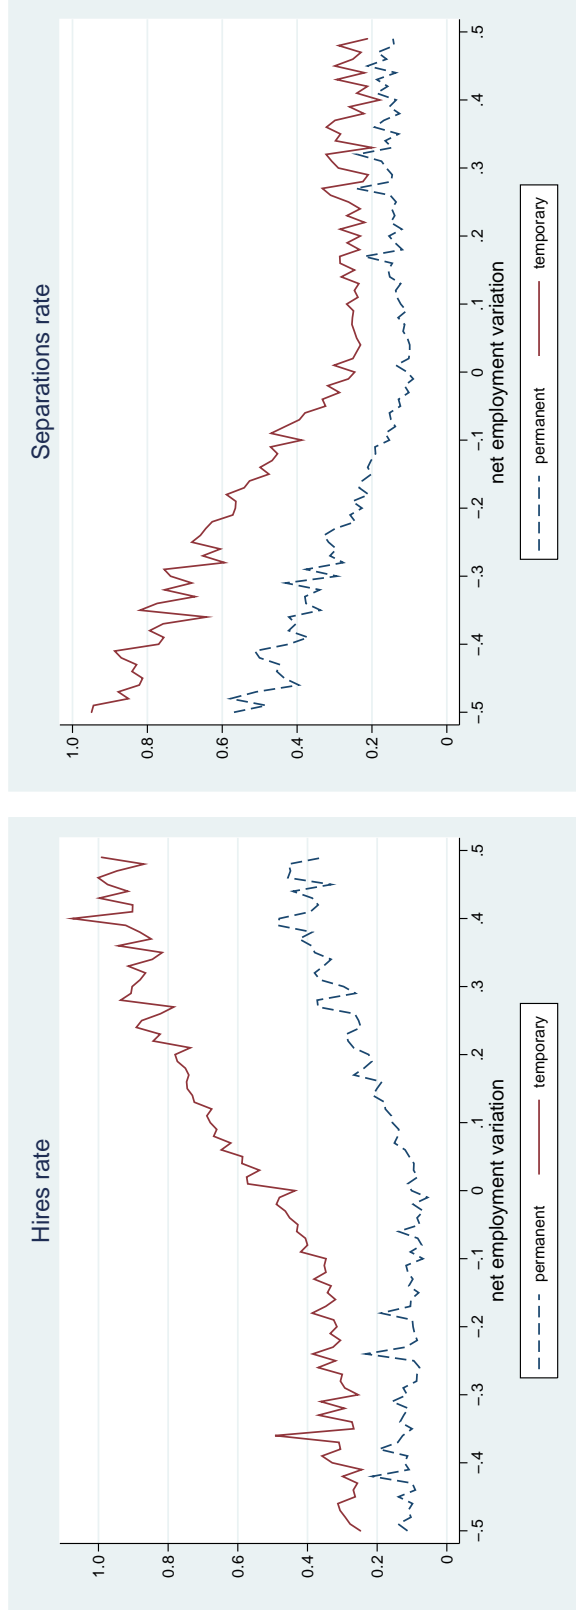 Hires rate
1.0
0.8
0.6
0.4
0.2
0
-.5 -.4 -.3 -.2 -.1 0 .1 .2 .3 .4 .5
net employment variation
permanent temporary
Separations rate
1.0
0.8
0.6
0.4
0.2
0
-.5 -.4 -.3 -.2 -.1 0 .1 .2 .3 .4 .5
net employment variation
permanent temporary